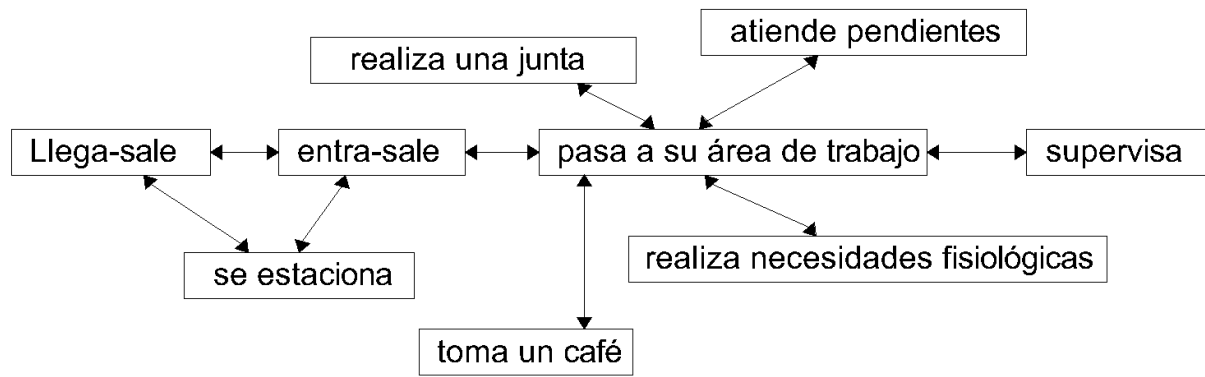 atiende pendientes
realiza una junta
Llega-sale
entra-sale
pasa a su área de trabajo
supervisa
realiza necesidades fisiológicas
se estaciona
toma un café